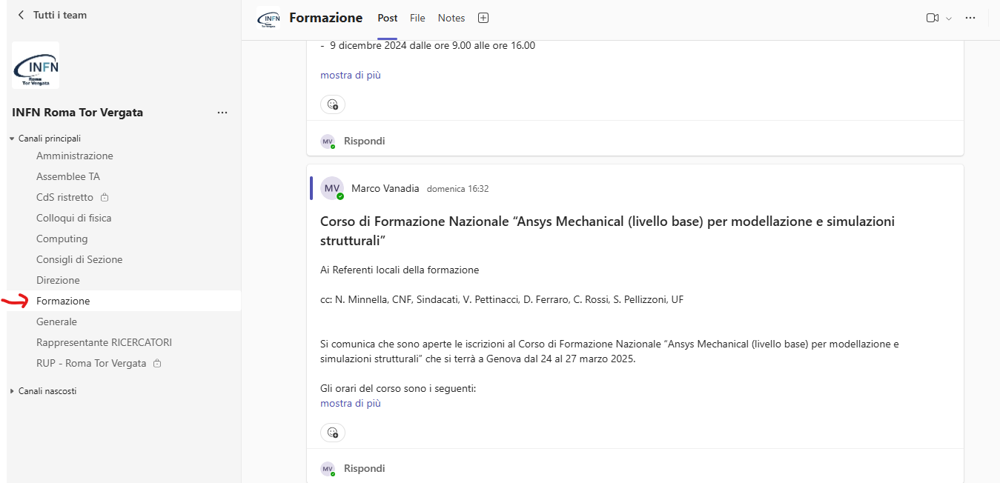 Tutti i team
INFN
Roma
Tor Vergata
INFN Roma Tor Vergata
Canali principali
Amministrazione
Assemblee TA
CdS ristretto
Colloqui di fisica
Computing
Consigli di Sezione
Direzione
Formazione
Generale
Rappresentante RICERCATORI
RUP - Roma Tor Vergata
Canali nascosti
INFN
Roma
Tor Vergata
Formazione Post File Notes
- 9 dicembre 2024 dalle ore 9.00 alle ore 16.00
mostra di più
MV Rispondi
MV Marco Vanadia domenica 16:32
Corso di Formazione Nazionale “Ansys Mechanical (livello base) per modellazione e simulazioni
strutturali”
Ai Referenti locali della formazione
cc: N. Minnella, CNF, Sindacati, V. Pettinacci, D. Ferraro, C. Rossi, S. Pellizzoni, UF
Si comunica che sono aperte le iscrizioni al Corso di Formazione Nazionale “Ansys Mechanical (livello base) per modellazione e
simulazioni strutturali” che si terrà a Genova dal 24 al 27 marzo 2025.
Gli orari del corso sono i seguenti:
mostra di più
MV Rispondi